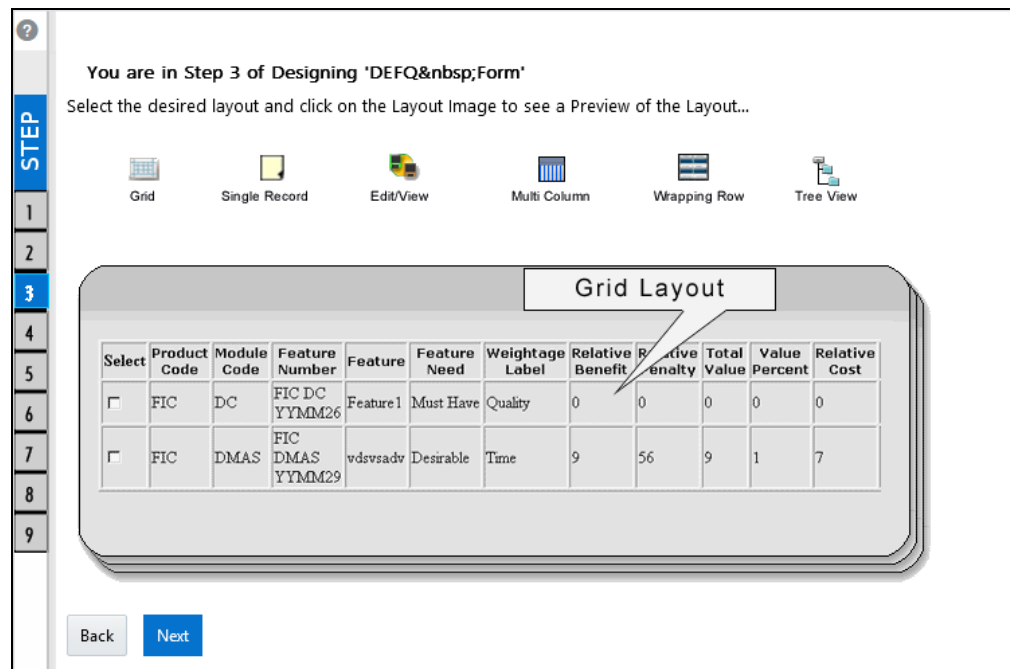 ?
You are in Step 3 of Designing 'DEFQ&nbsp;Form'
Select the desired layout and click on the Layout Image to see a Preview of the Layout...
STEP
1
2
3
4
5
6
7
8
9
Grid Single Record Edit/View Multi Column Wrapping Row Tree View
Grid Layout
Select Product Code Module Code Feature Number Feature Feature Need Weightage Label Relative Benefit Total Value Value Percent Relative Cost
FIC DC FIC DC YYMM26 Feature1 Must Have Quality 0 0 0 0 0
FIC DMAS FIC DMAS YYMM29 vdsvsadv Desirable Time 9 56 9 1 7
Back Next